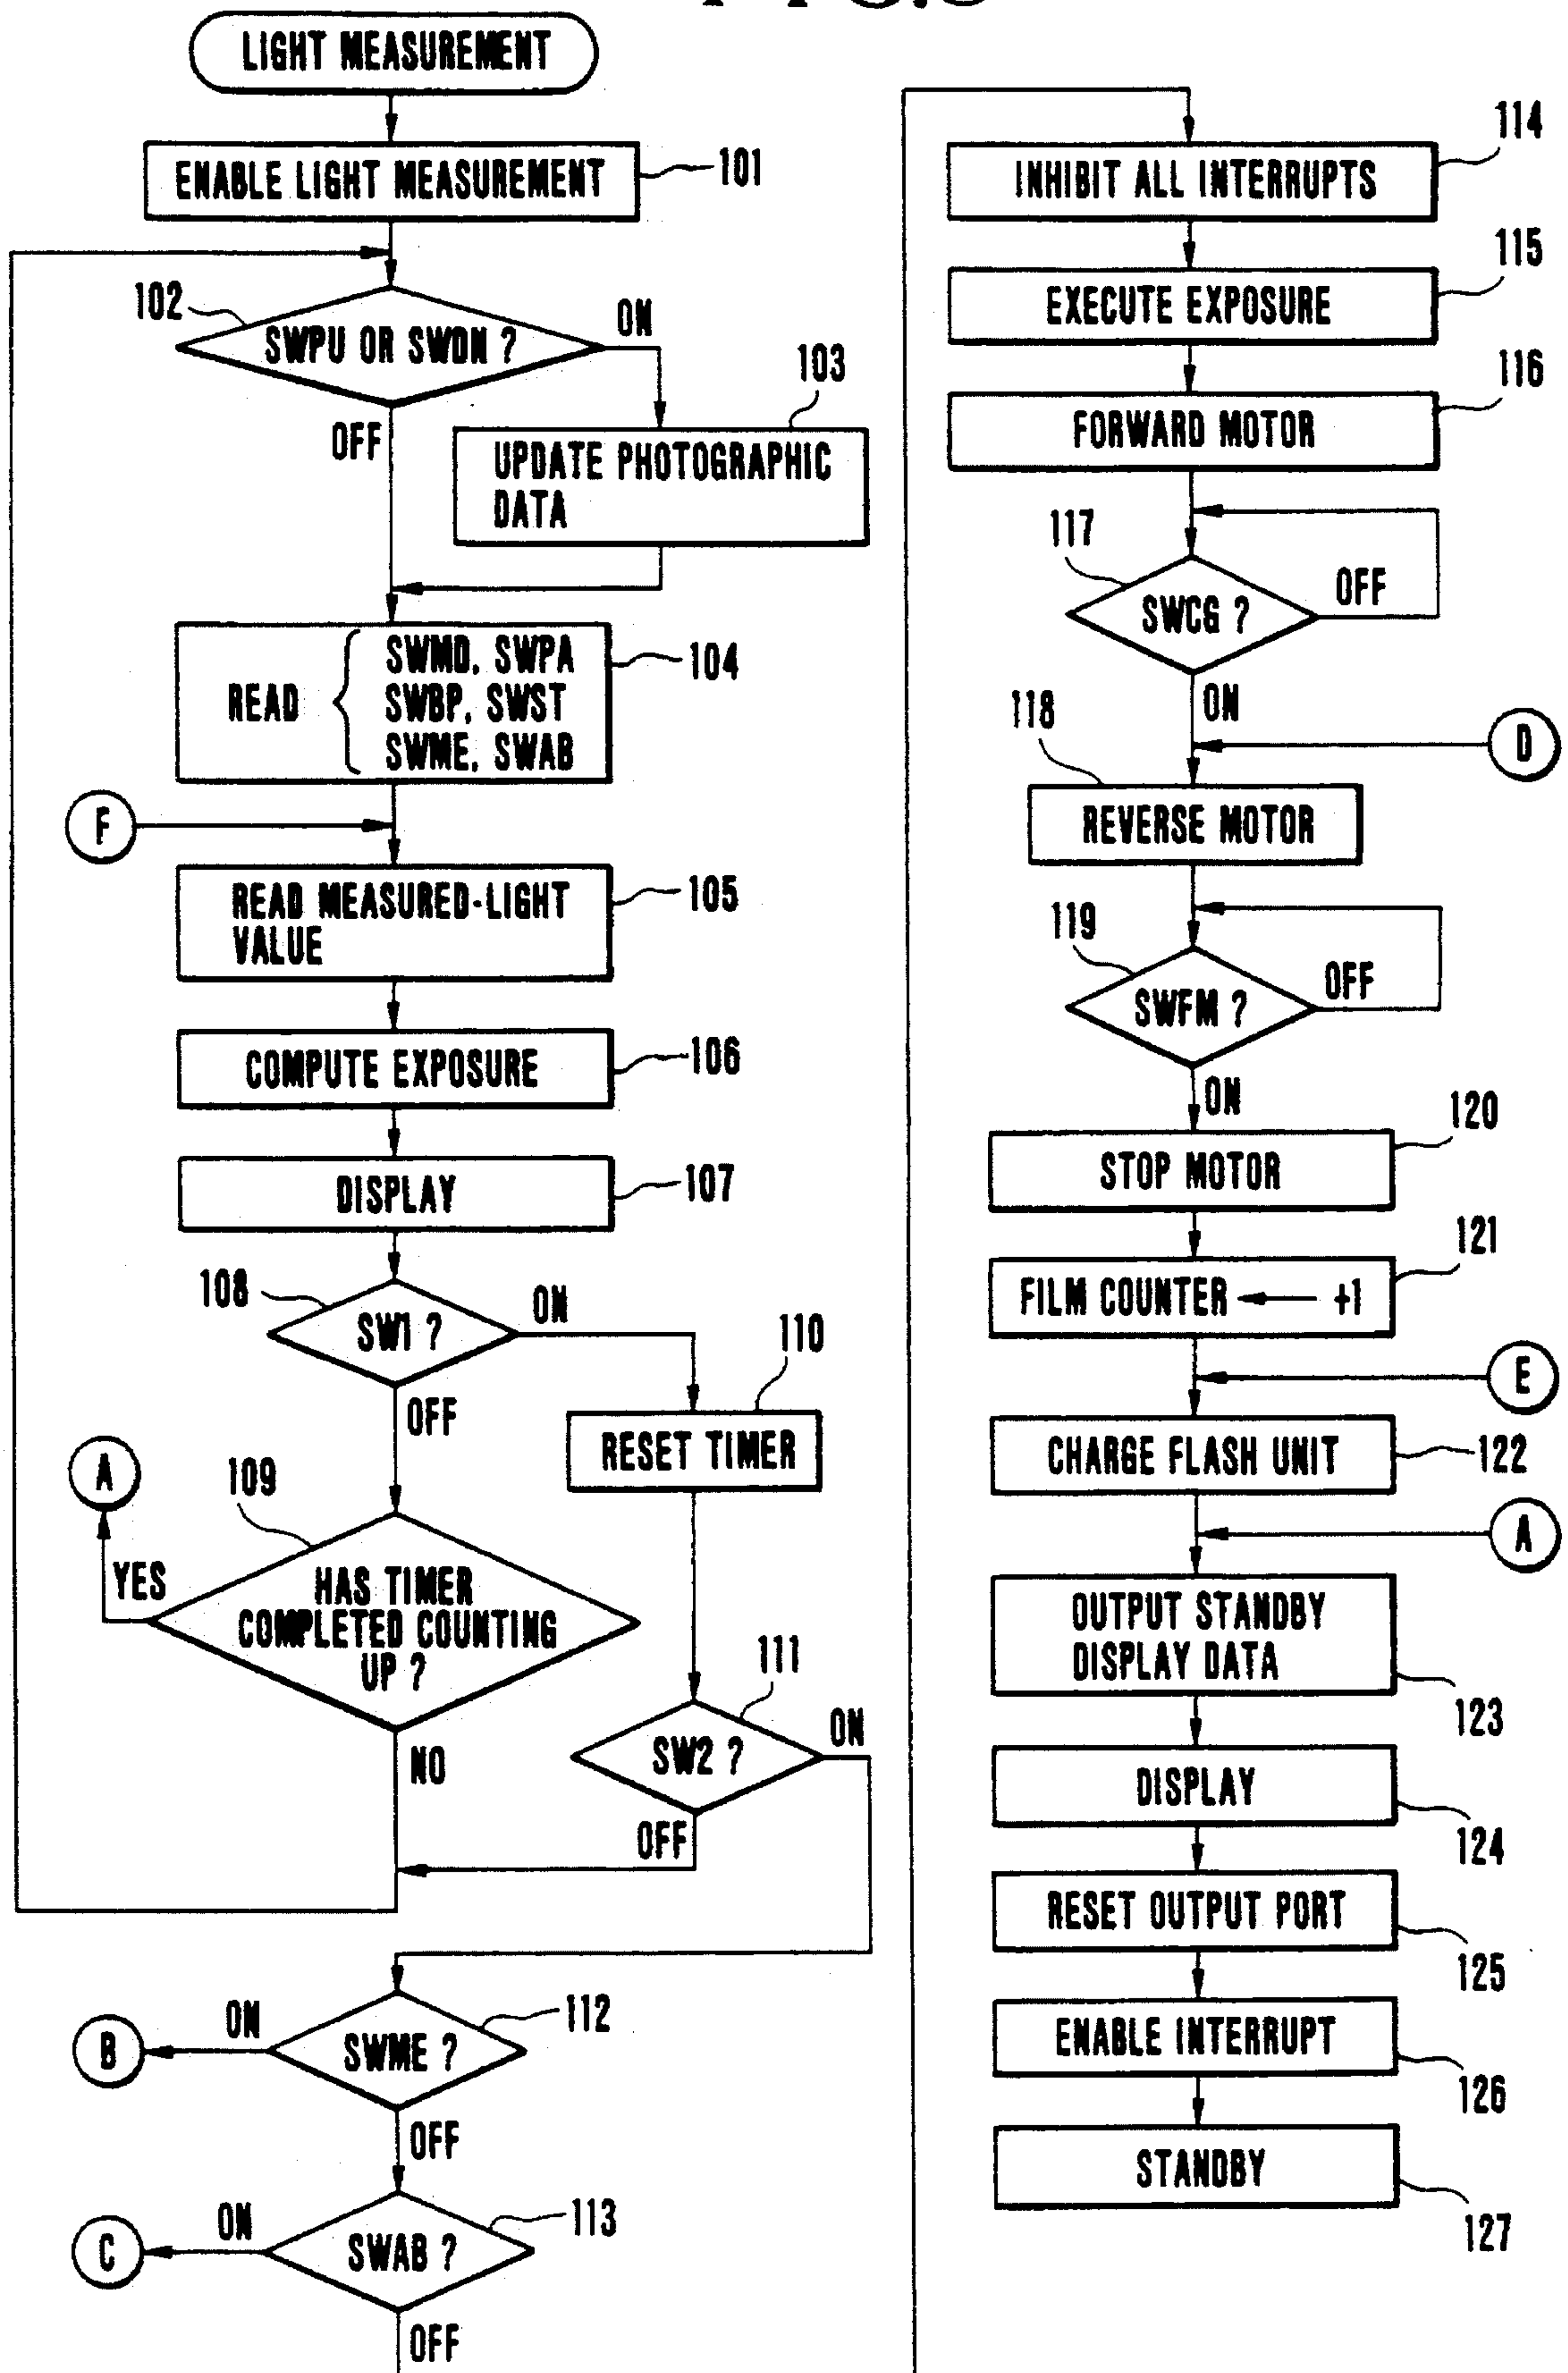 LIGHT MEASUREMENT
ENABLE LIGHT MEASUREMENT
101
102
SWPU OR SWDN ?
ON
OFF
103
UPDATE PHOTOGRAPHIC
DATA
READ
SWMD, SWPA
SWBP, SWST
SWME, SWAB
104
F
READ MEASURED-LIGHT
VALUE
105
COMPUTE EXPOSURE
106
DISPLAY
107
108
SW1 ?
ON
OFF
110
RESET TIMER
A
109
YES
HAS TIMER
COMPLETED COUNTING
UP ?
NO
111
SW2 ?
ON
OFF
112
SWME ?
ON
B
OFF
113
SWAB ?
ON
C
OFF
114
INHIBIT ALL INTERRUPTS
115
EXECUTE EXPOSURE
116
FORWARD MOTOR
117
SWCG ?
OFF
ON
D
118
REVERSE MOTOR
119
SWFM ?
OFF
ON
120
STOP MOTOR
121
FILM COUNTER ← +1
E
CHARGE FLASH UNIT
122
A
OUTPUT STANDBY
DISPLAY DATA
123
DISPLAY
124
RESET OUTPUT PORT
125
ENABLE INTERRUPT
126
STANDBY
127